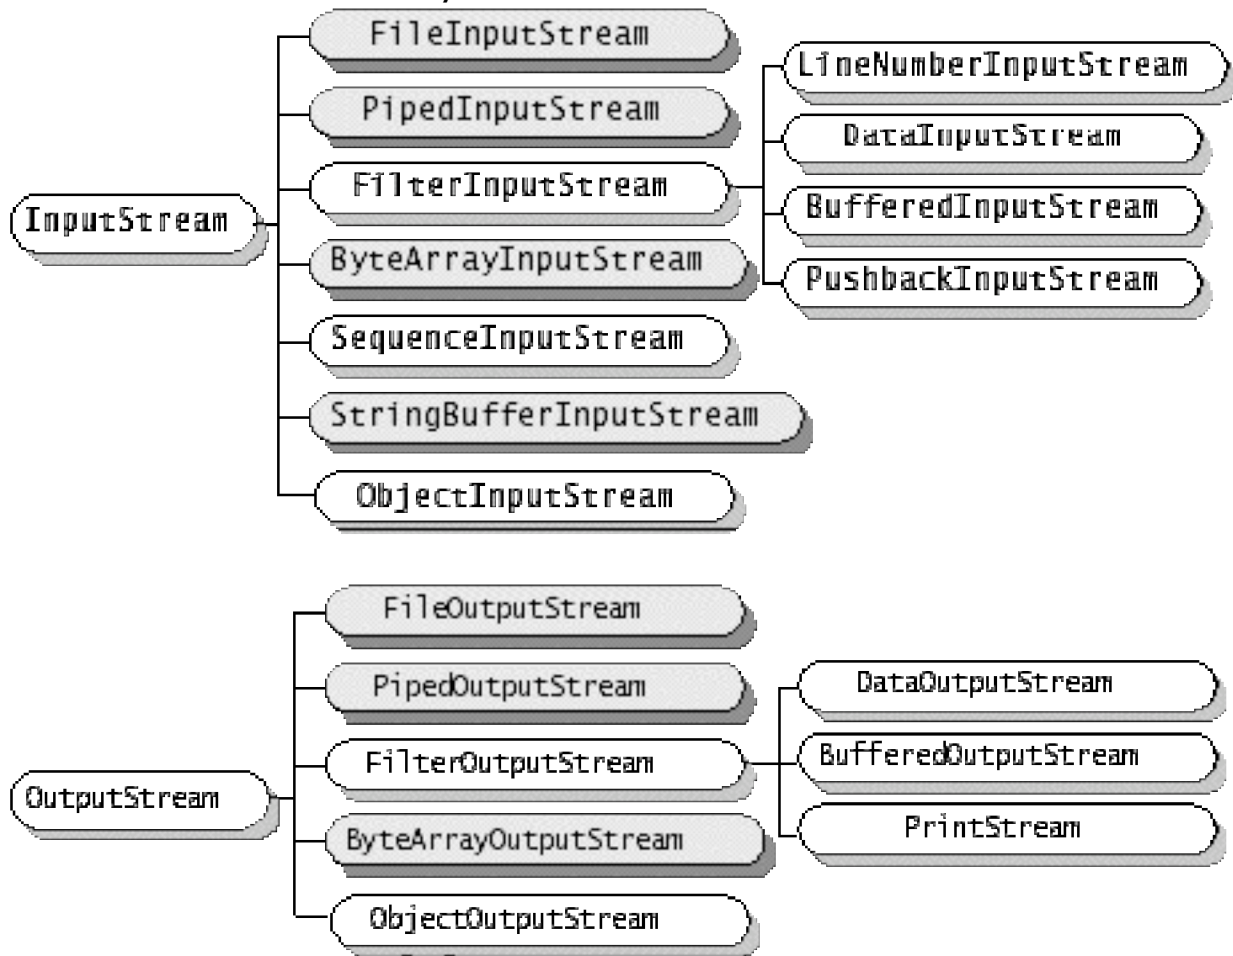 FileInputStream
LineNumberInputStream
PipedInputStream
DataInputStream
FilterInputStream
InputStream
BufferedInputStream
ByteArrayInputStream
PushbackInputStream
SequenceInputStream
StringBufferInputStream
ObjectInputStream
FileOutputStream
PipedOutputStream
DataOutputStream
FilterOutputStream
BufferedOutputStream
OutputStream
ByteArrayOutputStream
PrintStream
ObjectOutputStream